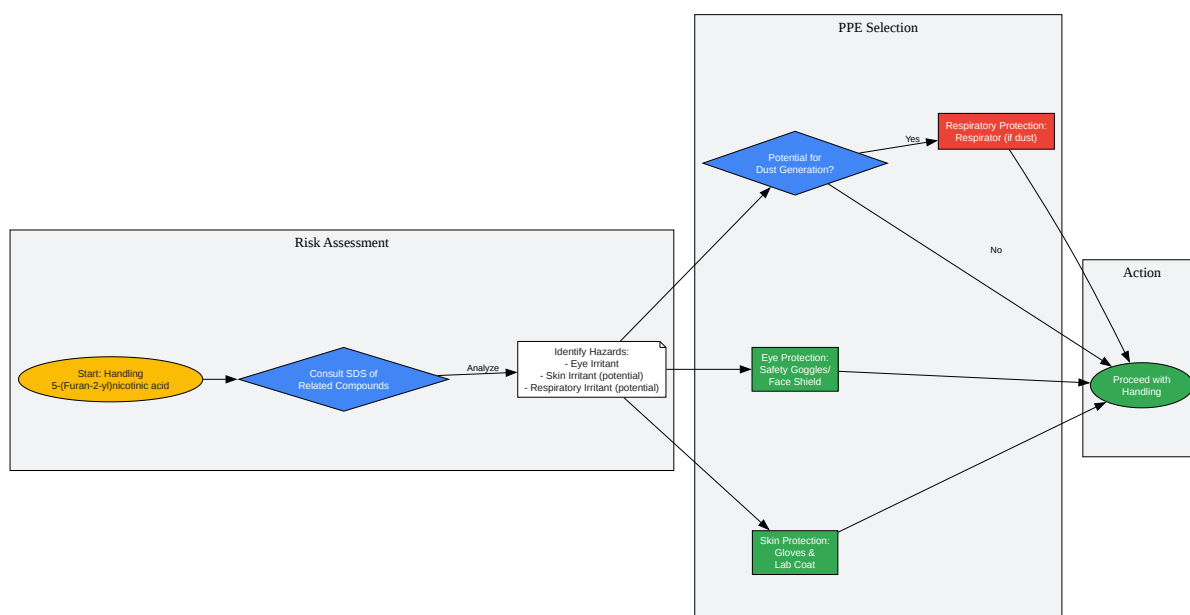 PPE Selection
Respiratory Protection:
Respirator (if dust)
Yes
Potential for
Dust Generation?
Risk Assessment
No
Action
Start: Handling
5-(Furan-2-yl)nicotinic acid
Consult SDS of
Related Compounds
Analyze
Identify Hazards:
- Eye Irritant
- Skin Irritant (potential)
- Respiratory Irritant (potential)
Eye Protection:
Safety Goggles/
Face Shield
Proceed with
Handling
Skin Protection:
Gloves &
Lab Coat